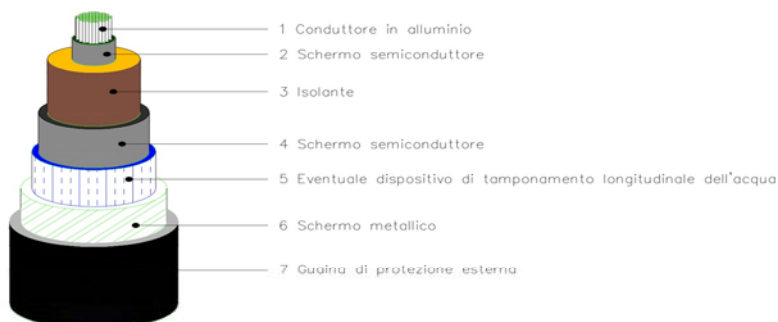 1 Conduttore in alluminio
2 Schermo semiconduttore
3 Isolante
4 Schermo semiconduttore
5 Eventuale dispositivo di tamponamento longitudinale dell'acqua
6 Schermo metallico
7 Guaina di protezione esterna